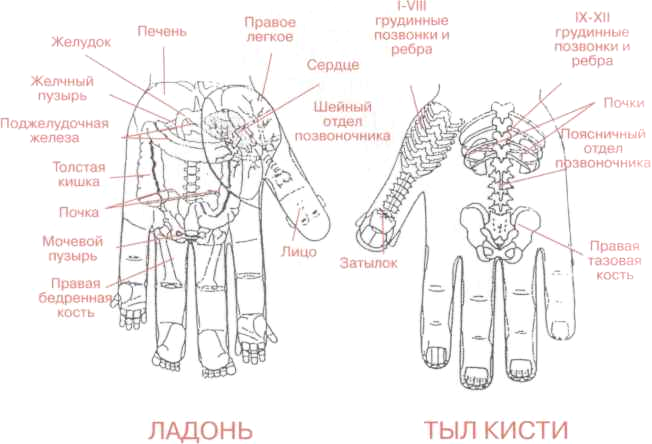 Желудок
Печень
Правое
легкое
Желчный
пузырь
Сердце
Поджелудочная
железа
Шейный
отдел
позвоночника
Толстая
кишка
Почка
Мочевой
пузырь
Лицо
Правая
бедренная
кость
ЛАДОНЬ
I-VIII
грудинные
позвонки и
ребра
IX-XII
грудинные
позвонки и
ребра
Почки
Поясничный
отдел
позвоночника
Затылок
Правая
тазовая
кость
ТЫЛ КИСТИ